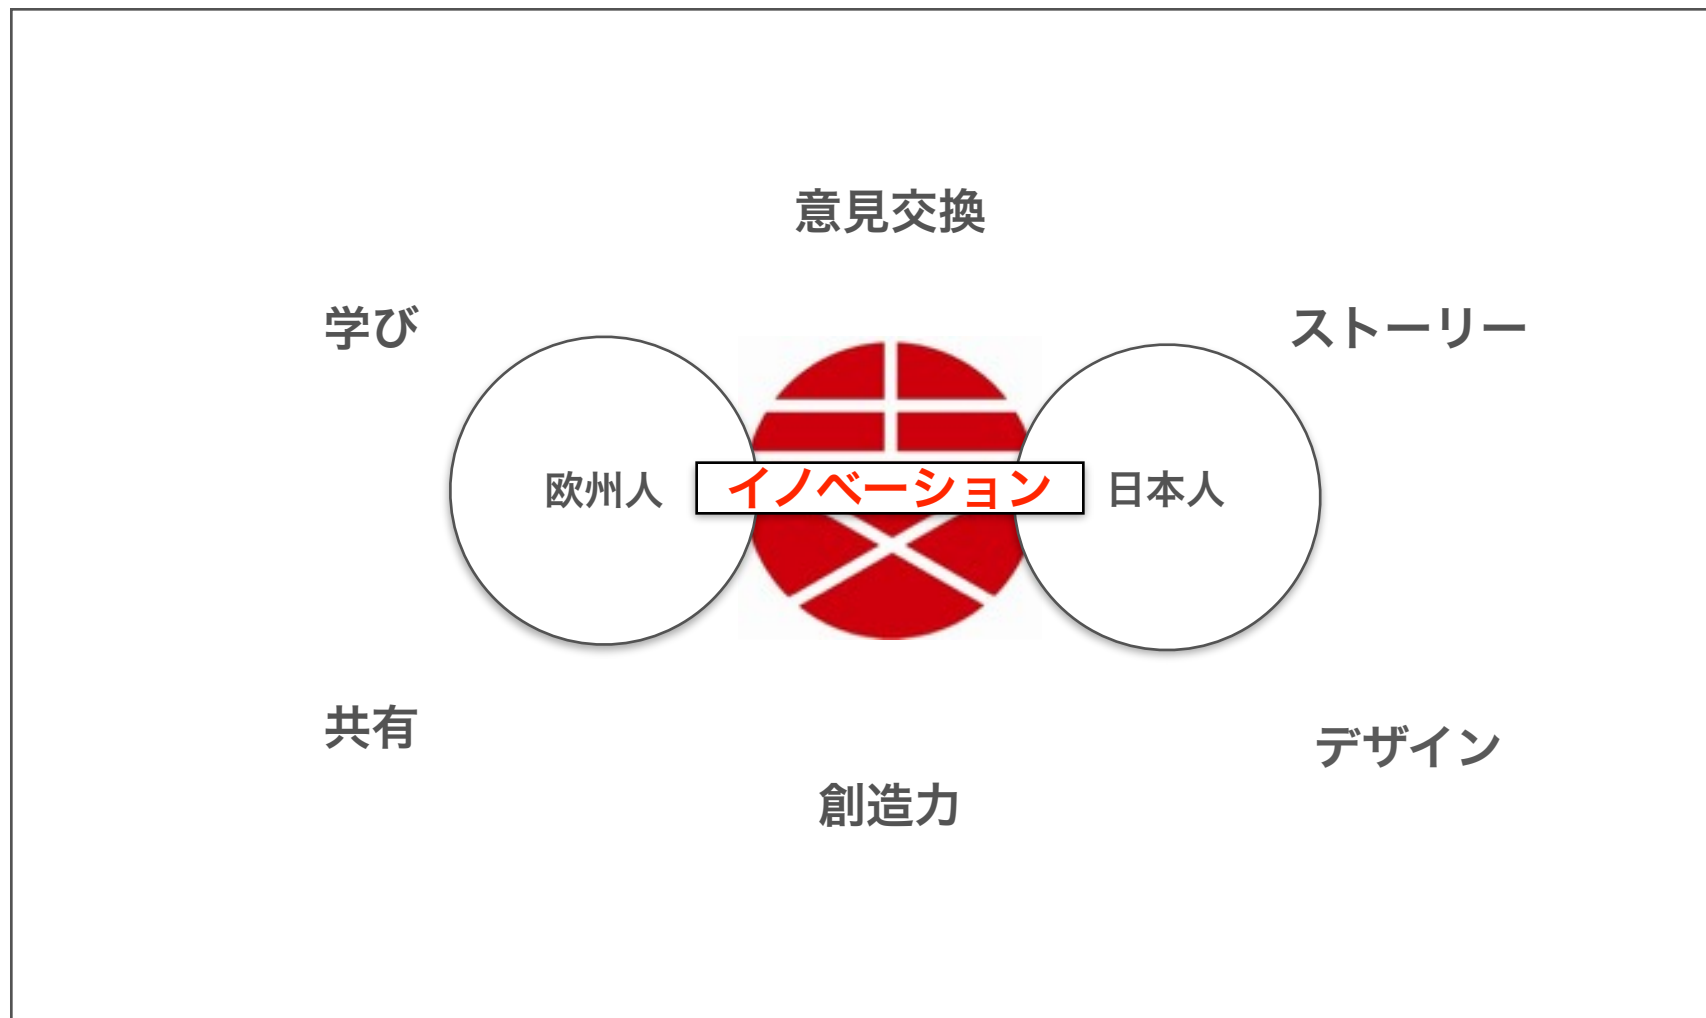 意見交換
学び
ストーリー
欧州人
イノベーション
日本人
共有
デザイン
創造力